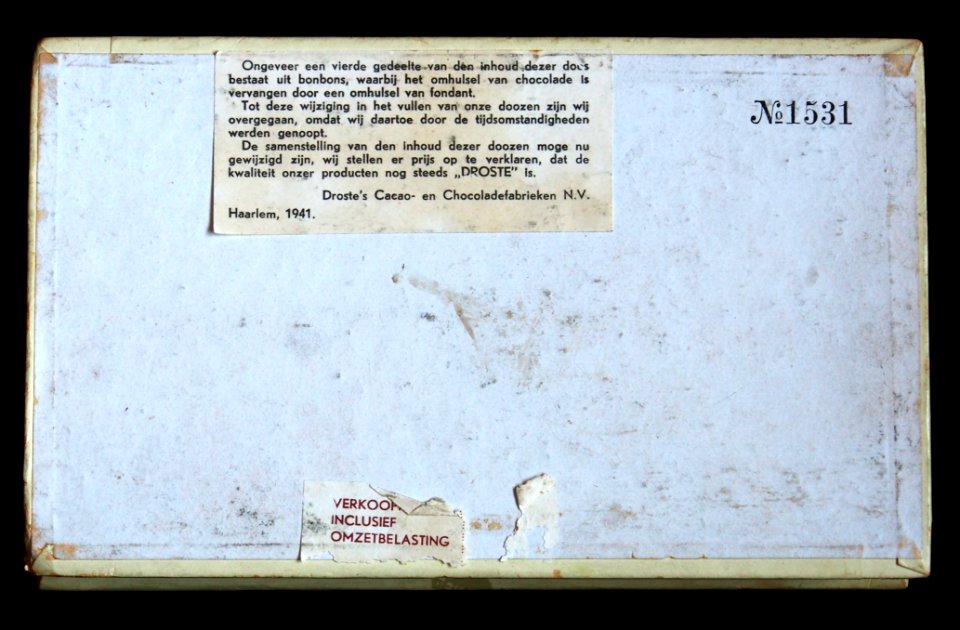 Ongeveer een vierde gedeelte van den inhoud dezer doos
bestaat uit bonbons, waarbij het omhulsel van chocolade is
vervangen door een omhulsel van fondant.
Tot deze wijziging in het vullen van onze doozen zijn wij
overgegaan, omdat wij daartoe door de tijdsomstandigheden
werden genoopt.
De samenstelling van den inhoud dezer doozen moge nu
gewijzigd zijn, wij stellen er prijs op te verklaren, dat de
kwaliteit onzer producten nog steeds „DROSTE" is.
Droste's Cacao- en Chocoladefabrieken N.V.
Haarlem, 1941.
№1531
INCLUSIEF
OMZETBELASTING